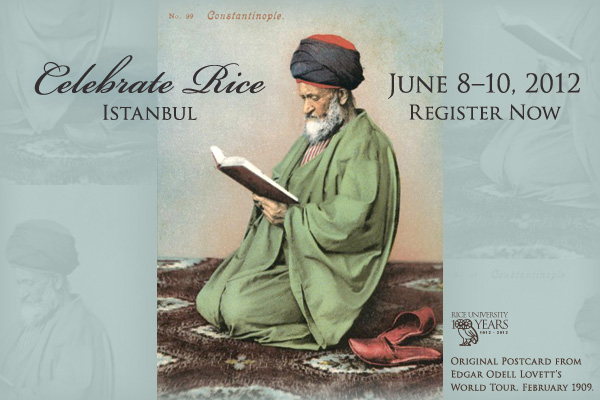 No. 99 Constantinople.
Celebrate Rice
Istanbul
June 8–10, 2012
Register Now
Constantinople.
RICE UNIVERSITY
100 YEARS
1912 · 2012
Original Postcard from
Edgar Odell Lovett's
World Tour. February 1909.